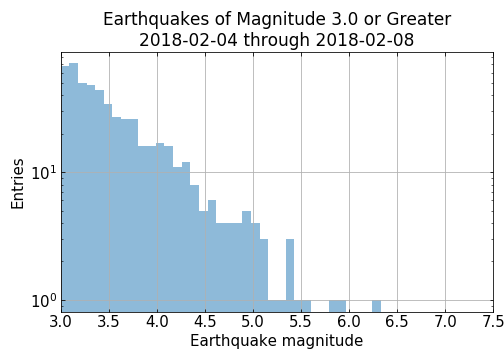 Earthquakes of Magnitude 3.0 or Greater
2018-02-04 through 2018-02-08
Entries
10¹
10⁰
3.0 3.5 4.0 4.5 5.0 5.5 6.0 6.5 7.0 7.5
Earthquake magnitude